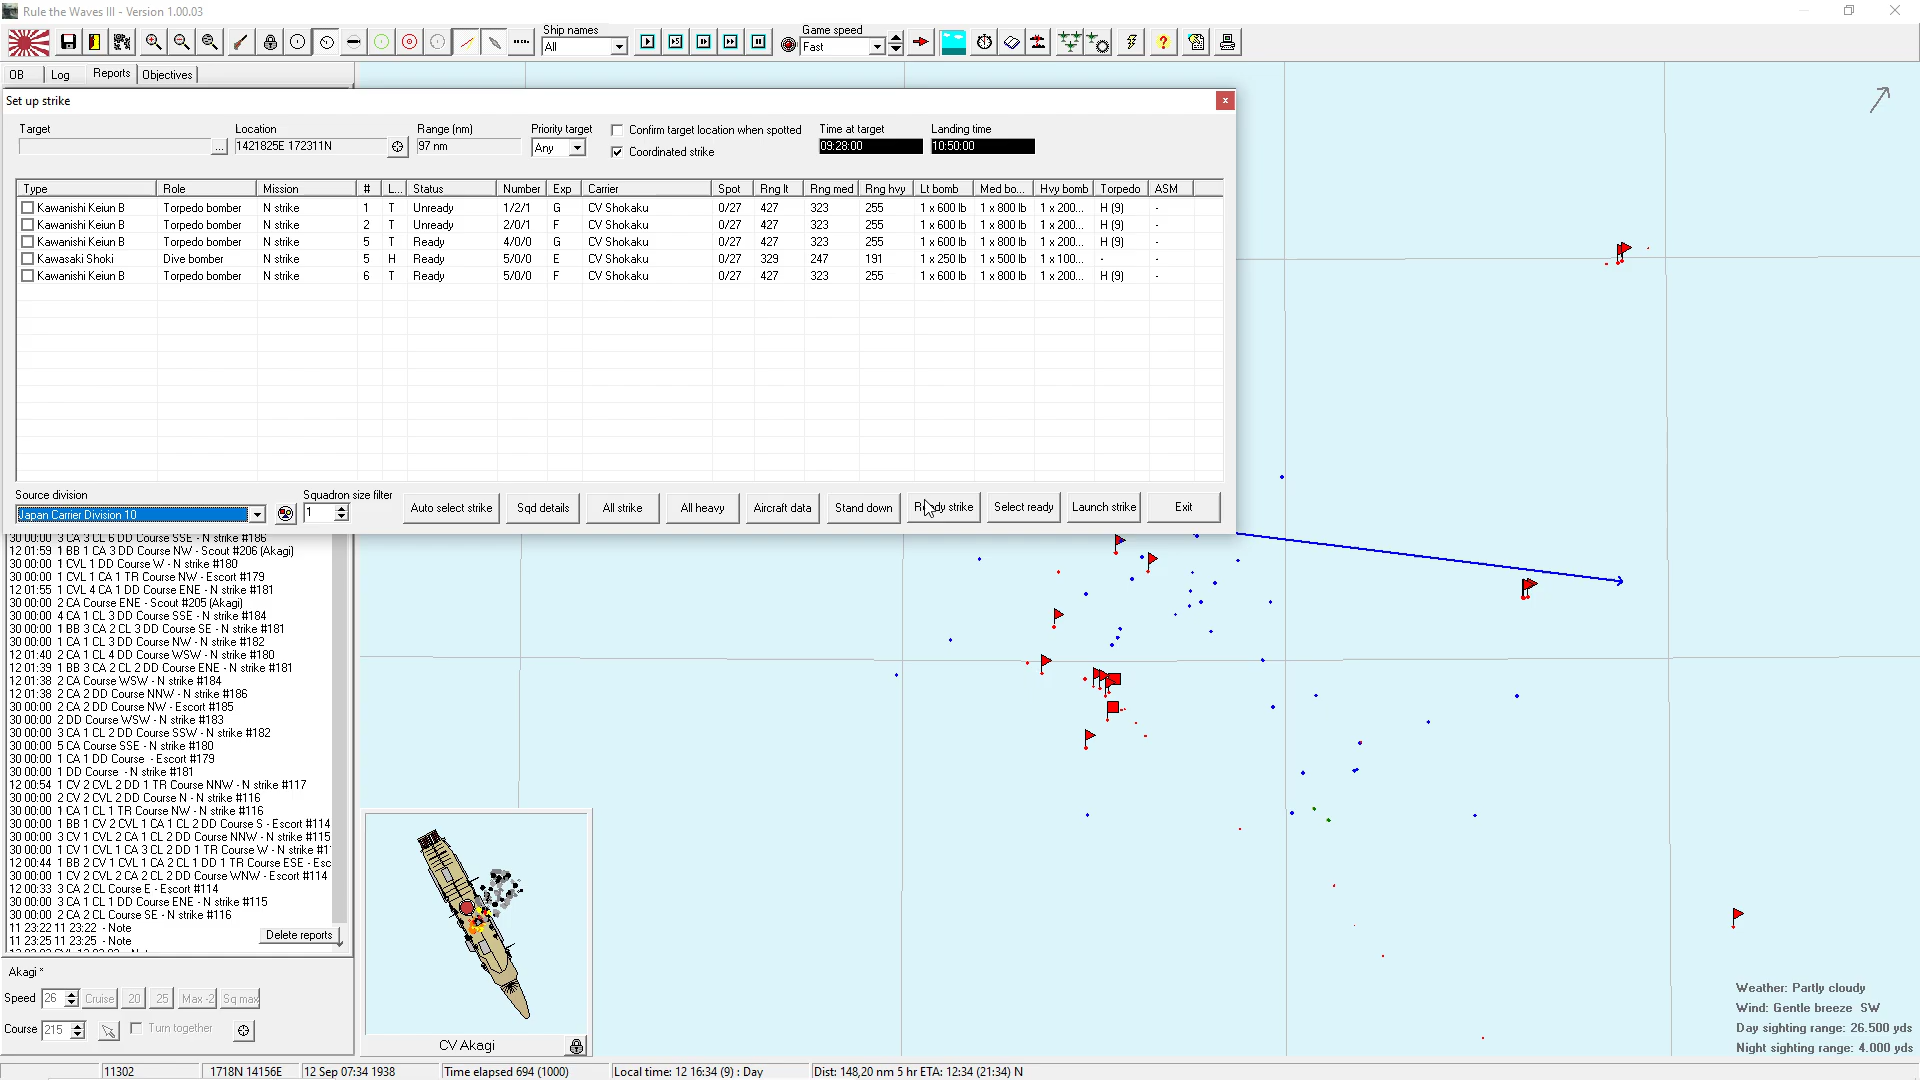 Rule the Waves III - Version 1.00.03
Ship names
All
Game speed
Fast
OB Log Reports Objectives
Set up strike
Target Location Range (nm) Priority target Confirm target location when spotted Time at target Landing time
... 1421825E 172311N 97 nm Any Coordinated strike 09:28:00 10:50:00
Type Role Mission # L... Status Number Exp Carrier Spot Rng lt Rng med Rng hvy Lt bomb Med bo... Hvy bomb Torpedo ASM
Kawanishi Keiun B Torpedo bomber N strike 1 T Unready 1/2/1 G CV Shokaku 0/27 427 323 255 1 x 600 lb 1 x 800 lb 1 x 200... H (9) -
Kawanishi Keiun B Torpedo bomber N strike 2 T Unready 2/0/1 F CV Shokaku 0/27 427 323 255 1 x 600 lb 1 x 800 lb 1 x 200... H (9) -
Kawanishi Keiun B Torpedo bomber N strike 5 T Ready 4/0/0 G CV Shokaku 0/27 427 323 255 1 x 600 lb 1 x 800 lb 1 x 200... H (9) -
Kawasaki Shoki Dive bomber N strike 5 H Ready 5/0/0 E CV Shokaku 0/27 329 247 191 1 x 250 lb 1 x 500 lb 1 x 100... - -
Kawanishi Keiun B Torpedo bomber N strike 6 T Ready 5/0/0 F CV Shokaku 0/27 427 323 255 1 x 600 lb 1 x 800 lb 1 x 200... H (9) -
Source division Squadron size filter
Japan Carrier Division 10 1 Auto select strike Sqd details All strike All heavy Aircraft data Stand down Ready strike Select ready Launch strike Exit
30 00:00 3 CA 3 CL 6 DD Course SSE - N strike #186
12 01:59 1 BB 1 CA 3 DD Course NW - Scout #206 (Akagi)
30 00:00 1 CVL 1 DD Course W - N strike #180
30 00:00 1 CVL 1 CA 1 TR Course NW - Escort #179
12 01:55 1 CVL 4 CA 1 DD Course ENE - N strike #181
30 00:00 2 CA Course ENE - Scout #205 (Akagi)
30 00:00 4 CA 1 CL 3 DD Course SSE - N strike #184
30 00:00 1 BB 3 CA 2 CL 3 DD Course SE - N strike #181
30 00:00 1 CA 1 CL 3 DD Course NW - N strike #182
12 01:40 2 CA 1 CL 4 DD Course WSW - N strike #180
12 01:39 1 BB 3 CA 2 CL 2 DD Course ENE - N strike #181
12 01:38 2 CA Course WSW - N strike #184
12 01:38 2 CA 2 DD Course NNW - N strike #186
30 00:00 2 CA 2 DD Course NW - Escort #185
30 00:00 2 DD Course WSW - N strike #183
30 00:00 3 CA 1 CL 2 DD Course SSW - N strike #182
30 00:00 5 CA Course SSE - N strike #180
30 00:00 1 CA 1 DD Course - Escort #179
30 00:00 1 DD Course - N strike #181
12 00:54 1 CV 2 CVL 2 DD 1 TR Course NNW - N strike #117
30 00:00 2 CV 2 CVL 2 DD Course N - N strike #116
30 00:00 1 CA 1 CL 1 TR Course NW - N strike #116
30 00:00 1 BB 1 CV 2 CVL 1 CA 1 CL 2 DD Course S - Escort #114
30 00:00 3 CV 1 CVL 2 CA 1 CL 2 DD Course NNW - N strike #115
30 00:00 1 CV 1 CVL 1 CA 3 CL 2 DD 1 TR Course W - N strike #1
12 00:44 1 BB 2 CV 1 CVL 1 CA 2 CL 1 DD 1 TR Course ESE - Esc
30 00:00 1 CV 2 CVL 2 CA 2 CL 2 DD Course WNW - Escort #114
12 00:33 3 CA 2 CL Course E - Escort #114
30 00:00 3 CA 1 CL 1 DD Course ENE - N strike #115
30 00:00 2 CA 2 CL Course SE - N strike #116
11 23:22 11 23:22 - Note
11 23:25 11 23:25 - Note
Delete reports
Akagi *
Speed 26 Cruise 20 25 Max -2 Sq max
Course 215 Turn together
CV Akagi
Weather: Partly cloudy
Wind: Gentle breeze SW
Day sighting range: 26.500 yds
Night sighting range: 4.000 yds
11302 1718N 14156E 12 Sep 07:34 1938 Time elapsed 694 (1000) Local time: 12 16:34 (9) : Day Dist: 148,20 nm 5 hr ETA: 12:34 (21:34) N